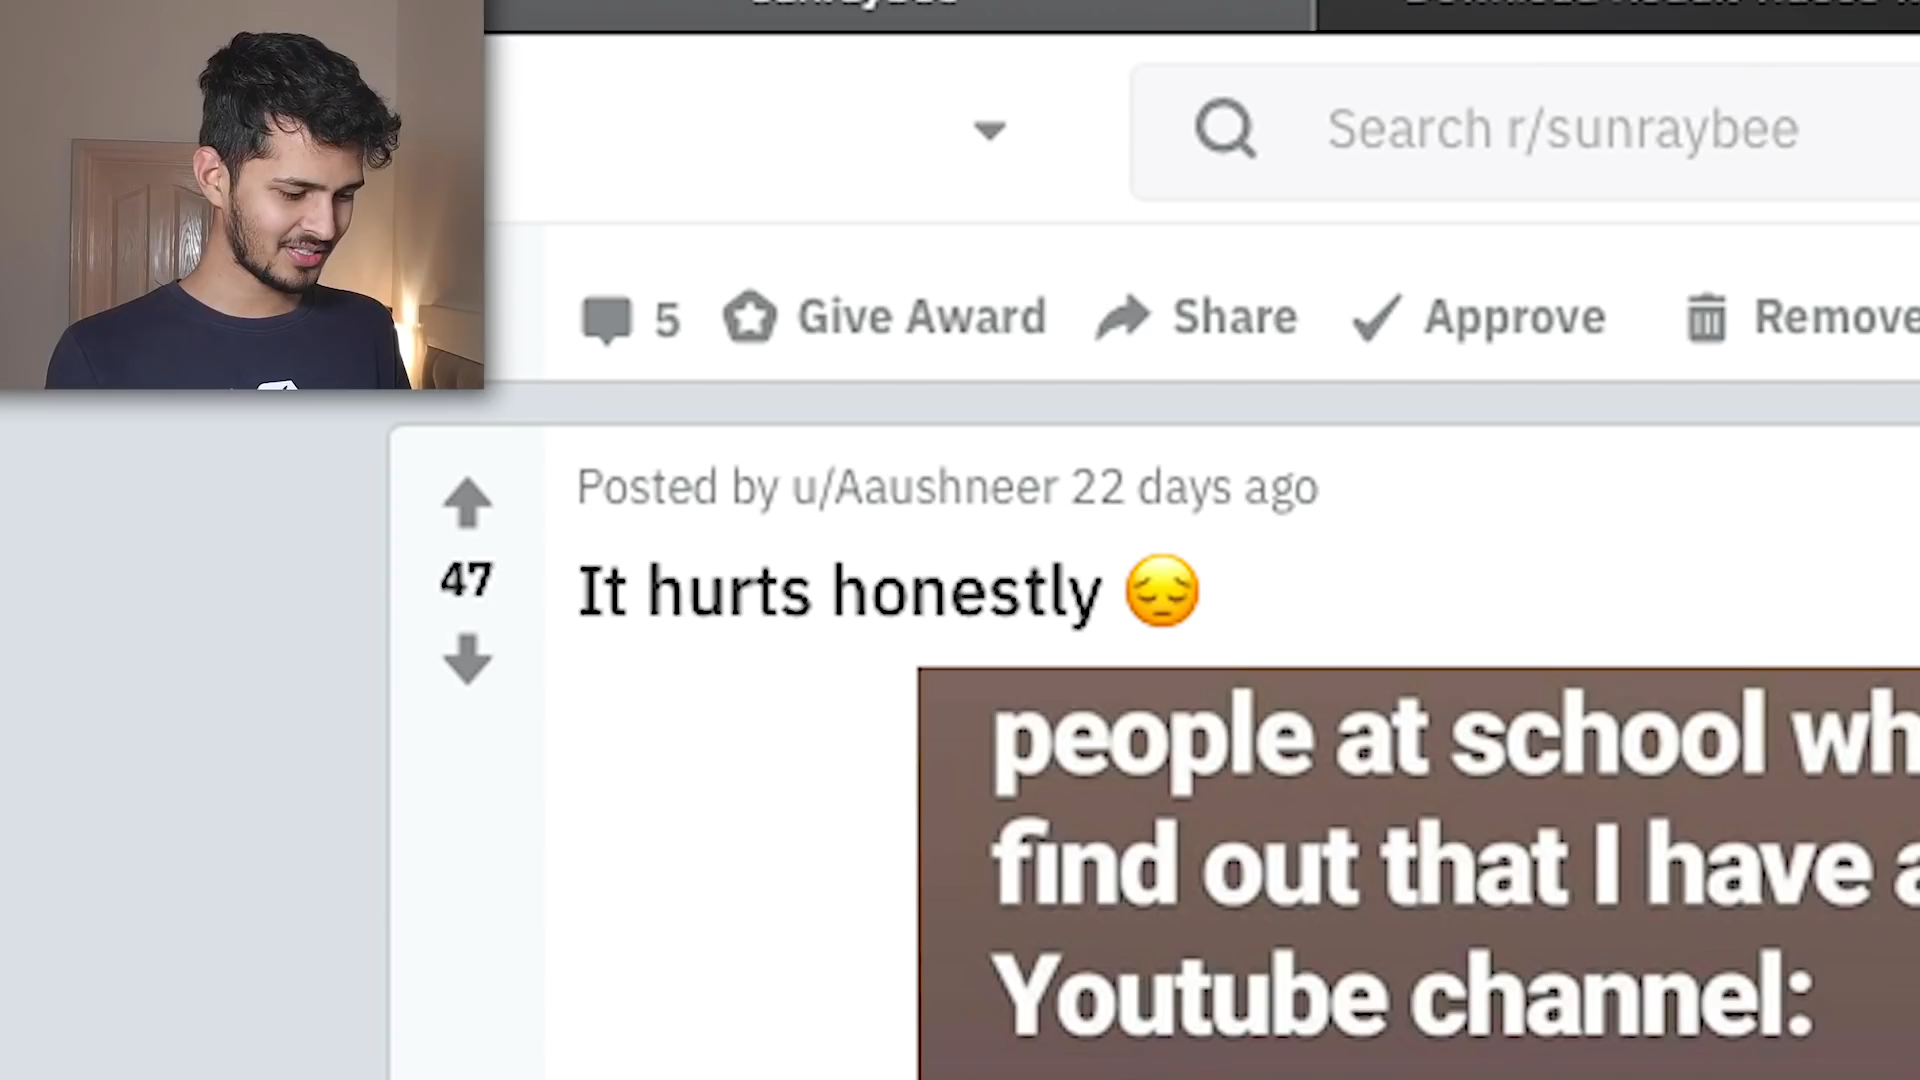 sunraybee
Search r/sunraybee
5 Give Award Share Approve Remove
Posted by u/Aaushneer 22 days ago
47
It hurts honestly 😔
people at school wh
find out that I have a
Youtube channel: